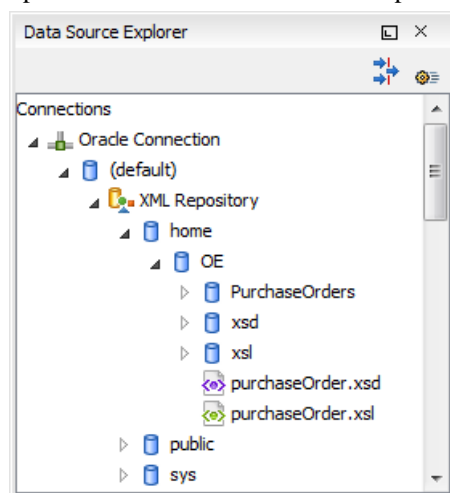 Data Source Explorer
Connections
Oracle Connection
(default)
XML Repository
home
OE
PurchaseOrders
xsd
xsl
purchaseOrder.xsd
purchaseOrder.xsl
public
sys